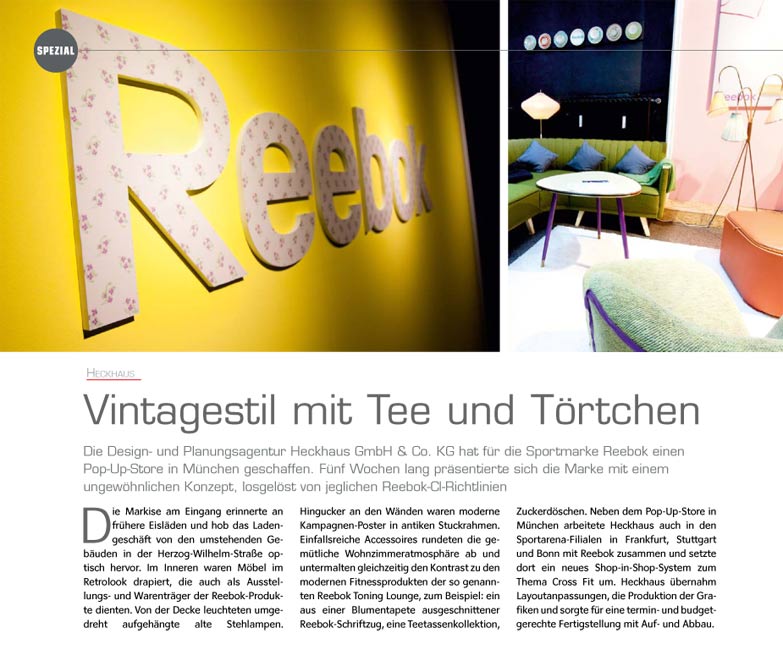 SPEZIAL
Reebok
Reebok
HECKHAUS
Vintagestil mit Tee und Törtchen
Die Design- und Planungsagentur Heckhaus GmbH & Co. KG hat für die Sportmarke Reebok einen
Pop-Up-Store in München geschaffen. Fünf Wochen lang präsentierte sich die Marke mit einem
ungewöhnlichen Konzept, losgelöst von jeglichen Reebok-CI-Richtlinien
Die Markise am Eingang erinnerte an
frühere Eisläden und hob das Laden-
geschäft von den umstehenden Ge-
bäuden in der Herzog-Wilhelm-Straße op-
tisch hervor. Im Inneren waren Möbel im
Retrolook drapiert, die auch als Ausstel-
lungs- und Warenträger der Reebok-Produk-
te dienten. Von der Decke leuchteten umge-
dreht aufgehängte alte Stehlampen.
Hingucker an den Wänden waren moderne
Kampagnen-Poster in antiken Stuckrahmen.
Einfallsreiche Accessoires rundeten die ge-
mütliche Wohnzimmeratmosphäre ab und
untermalten gleichzeitig den Kontrast zu den
modernen Fitnessprodukten der so genann-
ten Reebok Toning Lounge, zum Beispiel: ein
aus einer Blumentapete ausgeschnittener
Reebok-Schriftzug, eine Teetassenkollektion,
Zuckerdöschen. Neben dem Pop-Up-Store in
München arbeitete Heckhaus auch in den
Sportarena-Filialen in Frankfurt, Stuttgart
und Bonn mit Reebok zusammen und setzte
dort ein neues Shop-in-Shop-System zum
Thema Cross Fit um. Heckhaus übernahm
Layoutanpassungen, die Produktion der Gra-
fiken und sorgte für eine termin- und budget-
gerechte Fertigstellung mit Auf- und Abbau.